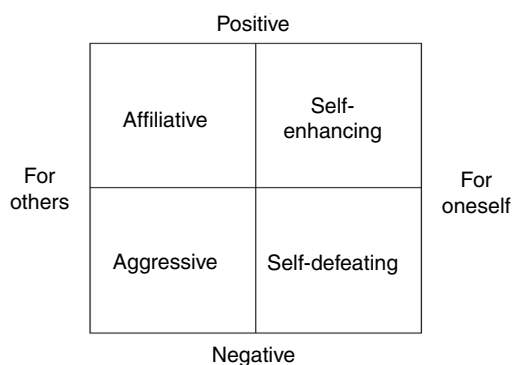 Positive
Affiliative
Self-
enhancing
For
others
For
oneself
Aggressive
Self-defeating
Negative